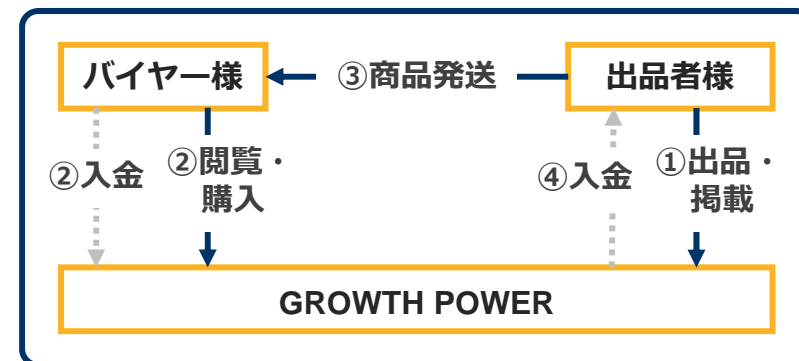 バイヤー様
③商品発送
出品者様
②入金
②閲覧・
購入
④入金
①出品・
掲載
GROWTH POWER